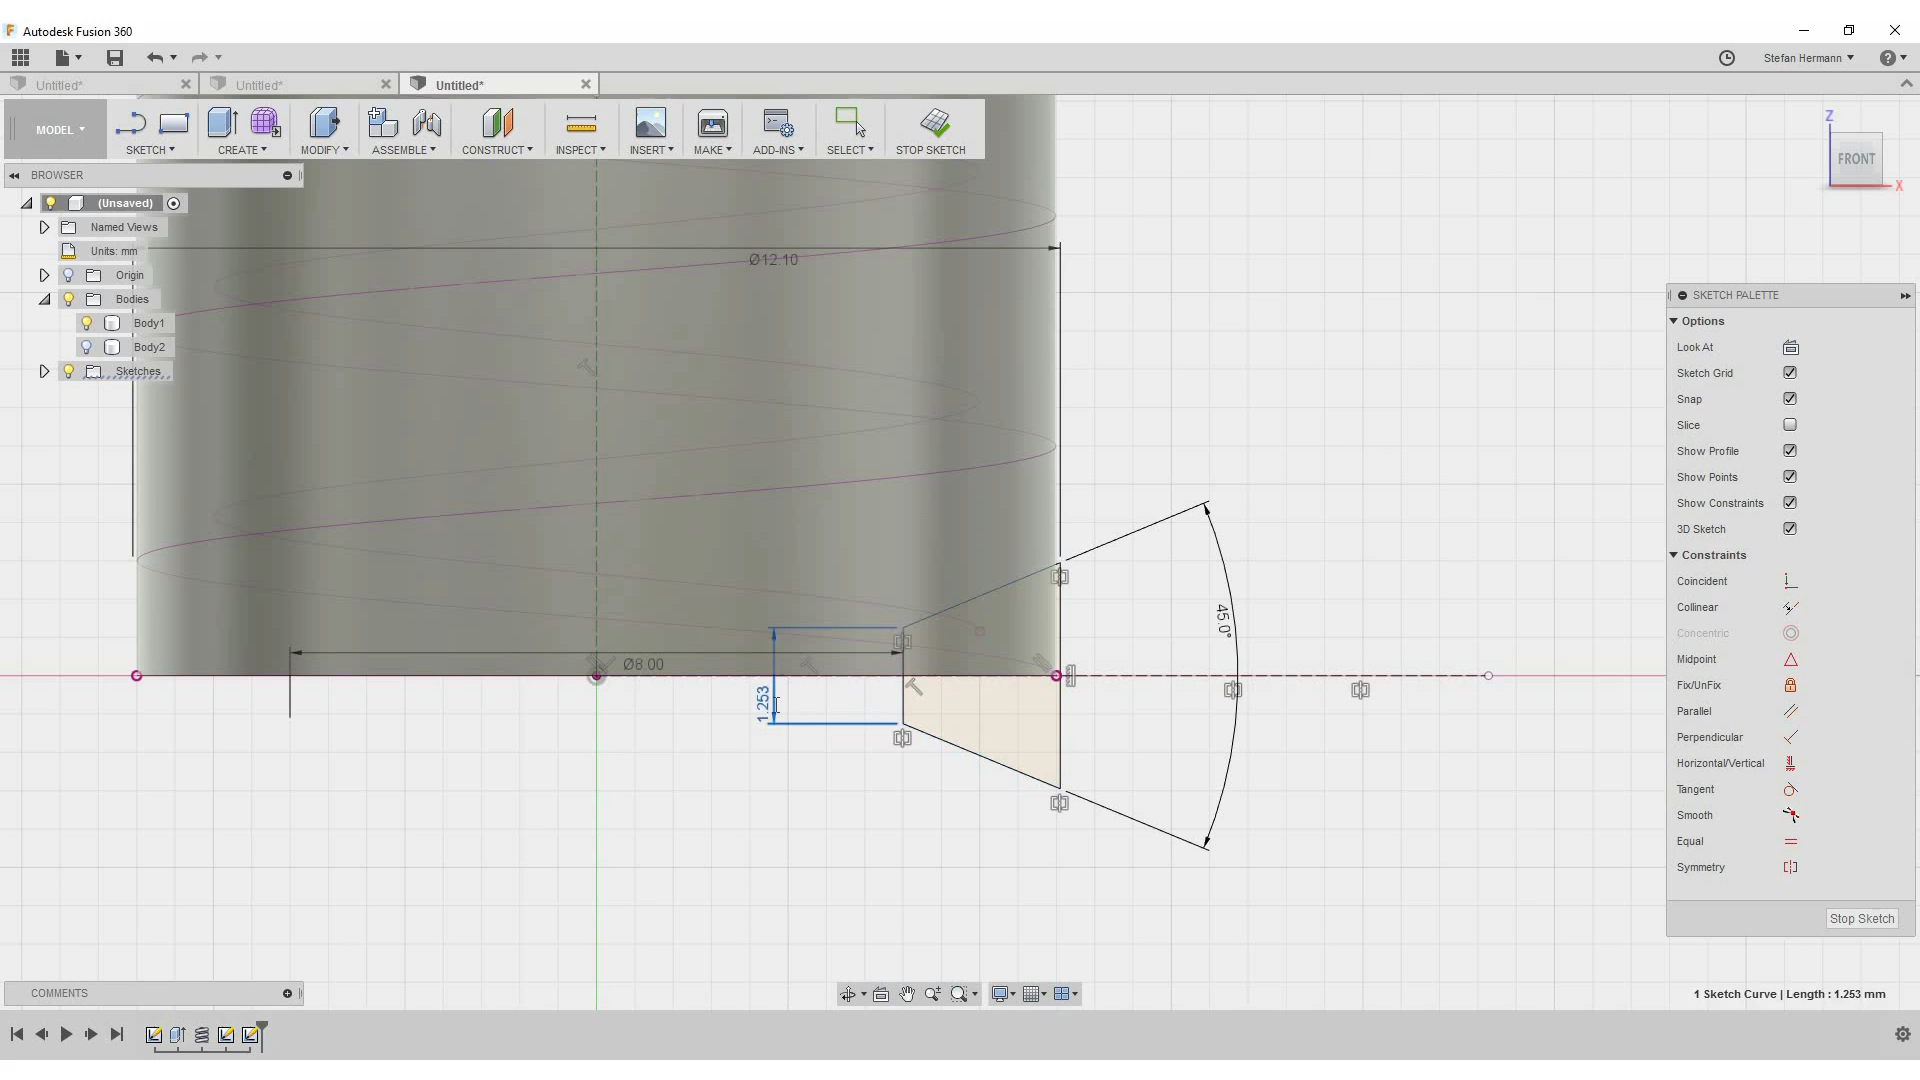 Autodesk Fusion 360
Stefan Hermann
Untitled*
Untitled*
Untitled*
MODEL
SKETCH
CREATE
MODIFY
ASSEMBLE
CONSTRUCT
INSPECT
INSERT
MAKE
ADD-INS
SELECT
STOP SKETCH
Z
FRONT
X
BROWSER
(Unsaved)
Named Views
Units: mm
Origin
Bodies
Body1
Body2
Sketches
Ø12.10
Ø8.00
1.253
45.0°
SKETCH PALETTE
Options
Look At
Sketch Grid
Snap
Slice
Show Profile
Show Points
Show Constraints
3D Sketch
Constraints
Coincident
Collinear
Concentric
Midpoint
Fix/UnFix
Parallel
Perpendicular
Horizontal/Vertical
Tangent
Smooth
Equal
Symmetry
Stop Sketch
COMMENTS
1 Sketch Curve | Length : 1.253 mm